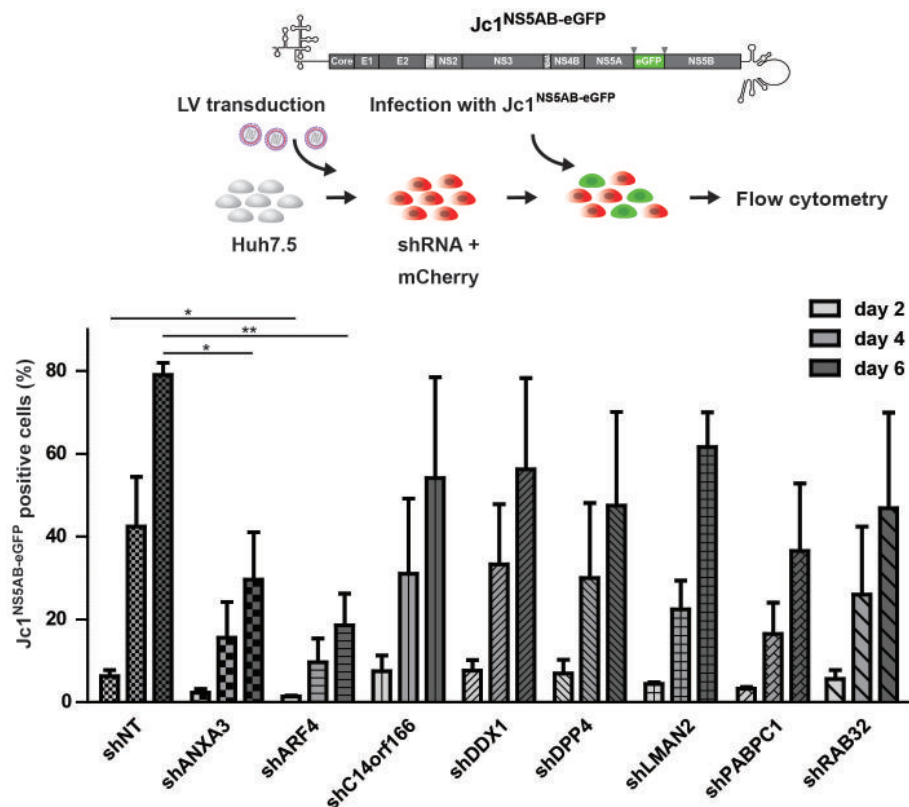 Jc1NS5AB-eGFP
Core E1 E2 NS2 NS3 NS4B NS5A eGFP NS5B
LV transduction
Infection with Jc1NS5AB-eGFP
Huh7.5
shRNA +
mCherry
Flow cytometry
*
**
*
day 2
day 4
day 6
Jc1NS5AB-eGFP positive cells (%)
80
60
40
20
0
shNT
shANXA3
shARF4
shC14orf166
shDDX1
shDPP4
shLMAN2
shPABPC1
shRAB32